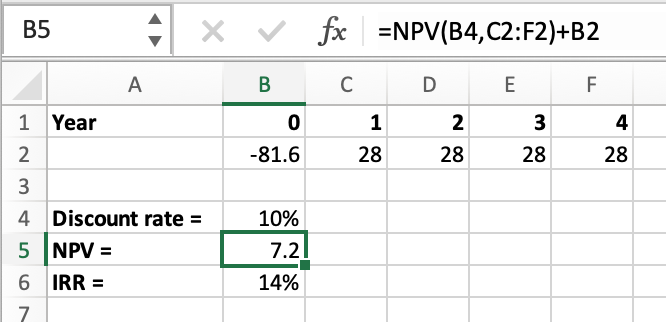 B5 fx =NPV(B4,C2:F2)+B2
A B C D E F
1 Year 0 1 2 3 4
2 -81.6 28 28 28 28
3
4 Discount rate = 10%
5 NPV = 7.2
6 IRR = 14%
7